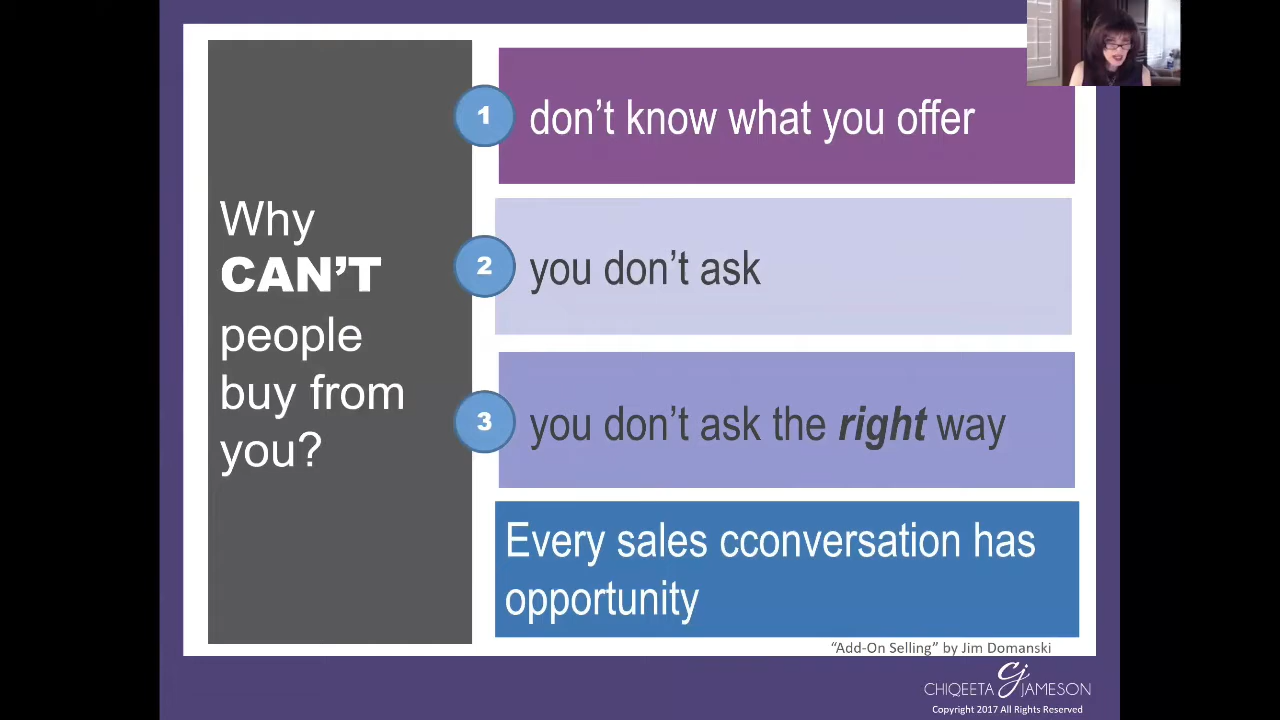 Why
CAN’T
people
buy from
you?
1
don’t know what you offer
2
you don’t ask
3
you don’t ask the right way
Every sales cconversation has
opportunity
“Add-On Selling” by Jim Domanski
CHIQEETA CJ JAMESON
Copyright 2017 All Rights Reserved